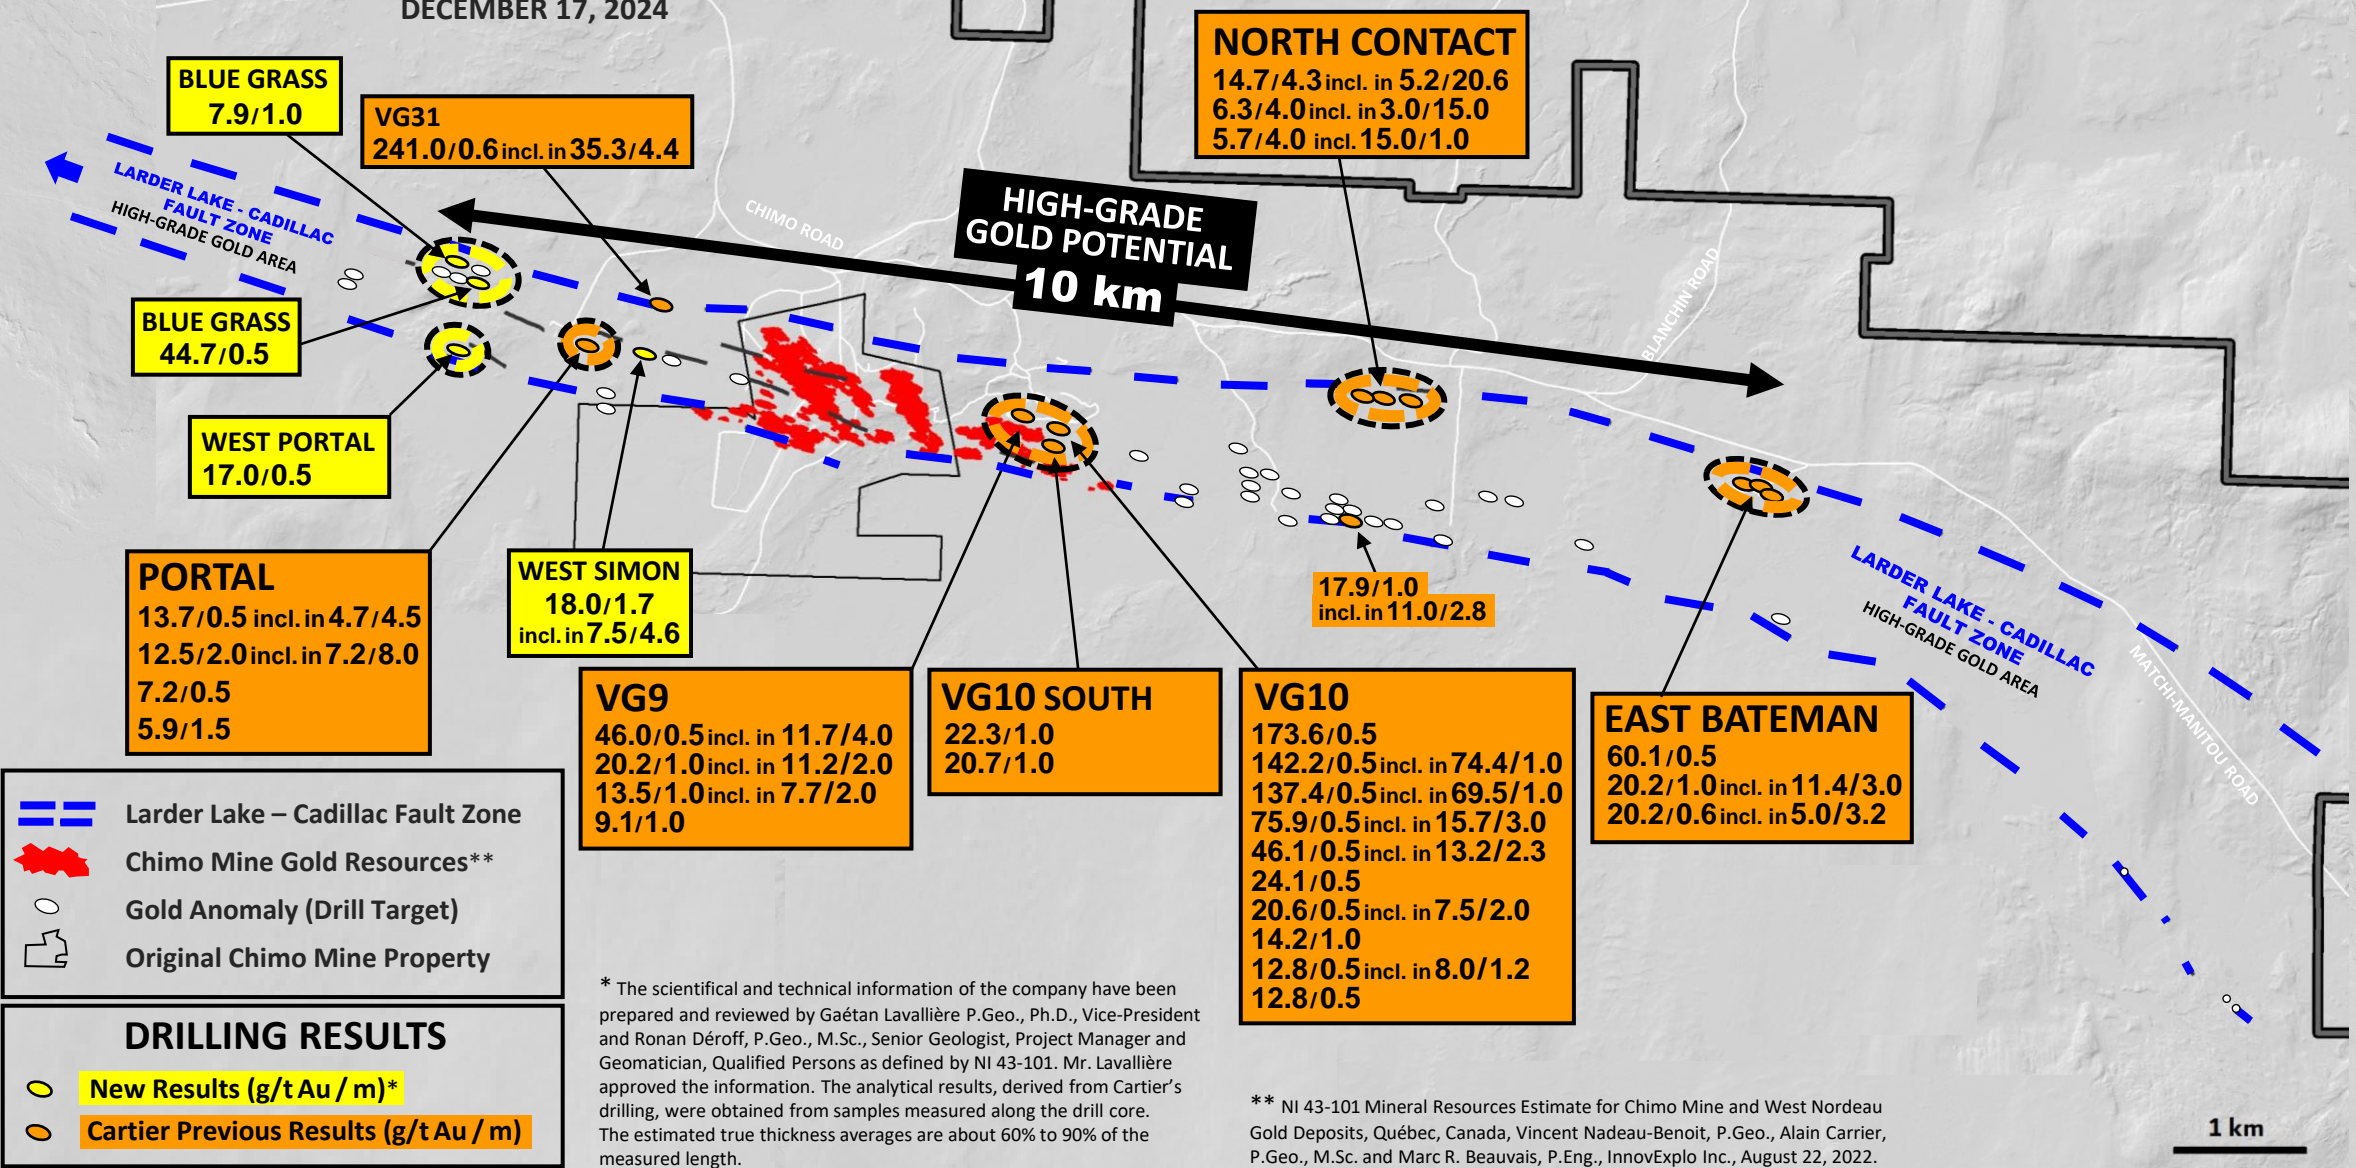 DECEMBER 17, 2024
BLUE GRASS
7.9/1.0
VG31
241.0/0.6 incl. in 35.3/4.4
NORTH CONTACT
14.7/4.3 incl. in 5.2/20.6
6.3/4.0 incl. in 3.0/15.0
5.7/4.0 incl. 15.0/1.0
LARDER LAKE - CADILLAC
FAULT ZONE
HIGH-GRADE GOLD AREA
CHIMO ROAD
HIGH-GRADE
GOLD POTENTIAL
10 km
BLANCHIN ROAD
BLUE GRASS
44.7/0.5
WEST PORTAL
17.0/0.5
PORTAL
13.7/0.5 incl. in 4.7/4.5
12.5/2.0 incl. in 7.2/8.0
7.2/0.5
5.9/1.5
WEST SIMON
18.0/1.7
incl. in 7.5/4.6
17.9/1.0
incl. in 11.0/2.8
LARDER LAKE - CADILLAC
FAULT ZONE
HIGH-GRADE GOLD AREA
MATCHI-MANITOU ROAD
VG9
46.0/0.5 incl. in 11.7/4.0
20.2/1.0 incl. in 11.2/2.0
13.5/1.0 incl. in 7.7/2.0
9.1/1.0
VG10 SOUTH
22.3/1.0
20.7/1.0
VG10
173.6/0.5
142.2/0.5 incl. in 74.4/1.0
137.4/0.5 incl. in 69.5/1.0
75.9/0.5 incl. in 15.7/3.0
46.1/0.5 incl. in 13.2/2.3
24.1/0.5
20.6/0.5 incl. in 7.5/2.0
14.2/1.0
12.8/0.5 incl. in 8.0/1.2
12.8/0.5
EAST BATEMAN
60.1/0.5
20.2/1.0 incl. in 11.4/3.0
20.2/0.6 incl. in 5.0/3.2
Larder Lake – Cadillac Fault Zone
Chimo Mine Gold Resources**
Gold Anomaly (Drill Target)
Original Chimo Mine Property
DRILLING RESULTS
New Results (g/t Au / m)*
Cartier Previous Results (g/t Au / m)
* The scientifical and technical information of the company have been
prepared and reviewed by Gaétan Lavallière P.Geo., Ph.D., Vice-President
and Ronan Déroff, P.Geo., M.Sc., Senior Geologist, Project Manager and
Geomatician, Qualified Persons as defined by NI 43-101. Mr. Lavallière
approved the information. The analytical results, derived from Cartier's
drilling, were obtained from samples measured along the drill core.
The estimated true thickness averages are about 60% to 90% of the
measured length.
** NI 43-101 Mineral Resources Estimate for Chimo Mine and West Nordeau
Gold Deposits, Québec, Canada, Vincent Nadeau-Benoit, P.Geo., Alain Carrier,
P.Geo., M.Sc. and Marc R. Beauvais, P.Eng., InnovExplo Inc., August 22, 2022.
1 km